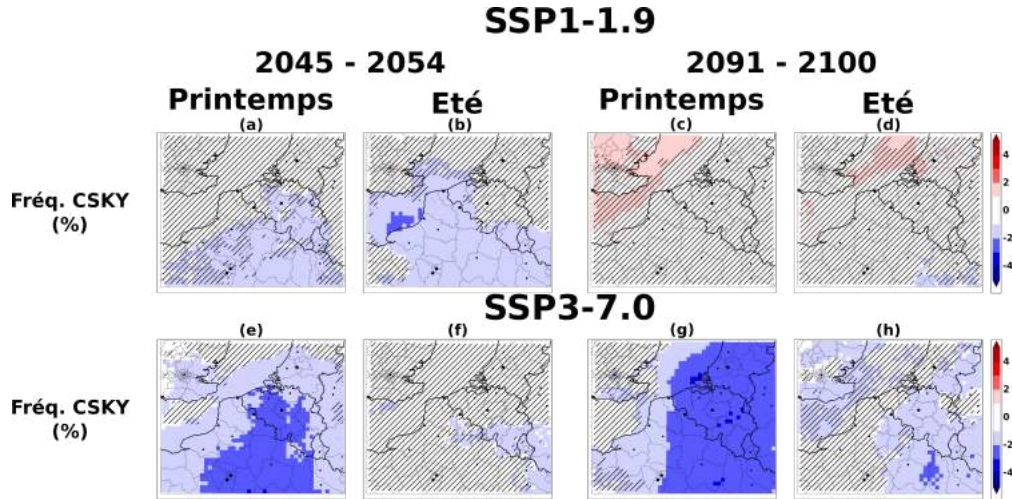 SSP1-1.9
2045 - 2054 2091 - 2100
Printemps Eté Printemps Eté
(a) (b) (c) (d)
Fréq. CSKY
(%)
4
2
0
-2
-4
SSP3-7.0
(e) (f) (g) (h)
Fréq. CSKY
(%)
4
2
0
-2
-4